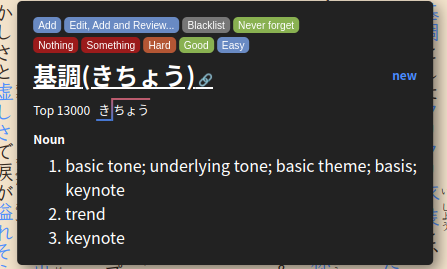 Add Edit, Add and Review... Blacklist Never forget
Nothing Something Hard Good Easy
基調(きちょう)
new
Top 13000 きちょう
Noun
1. basic tone; underlying tone; basic theme; basis;
keynote
2. trend
3. keynote